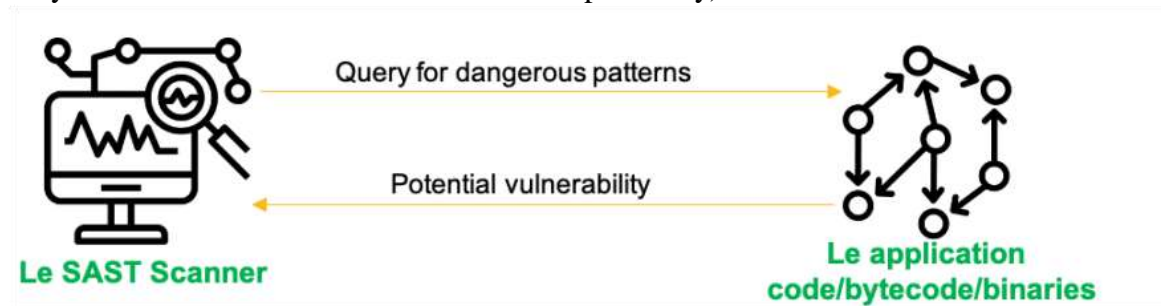 Query for dangerous patterns
Potential vulnerability
Le SAST Scanner
Le application
code/bytecode/binaries